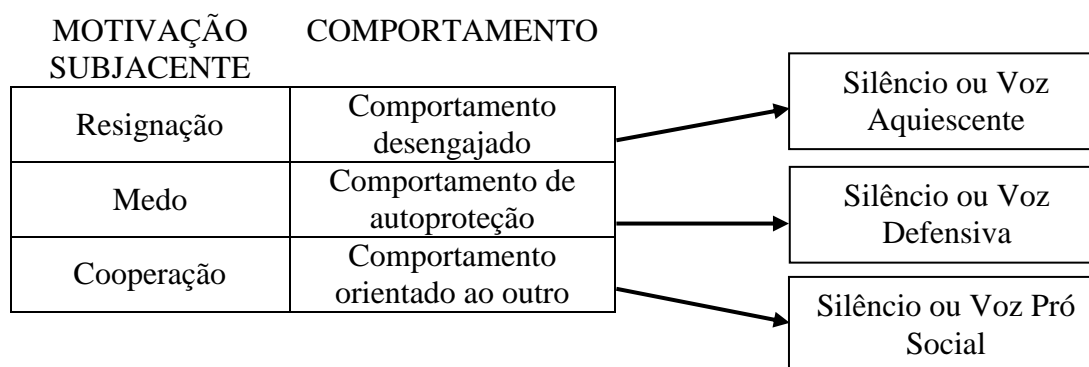 MOTIVAÇÃO
SUBJACENTE
COMPORTAMENTO
Resignação
Comportamento
desengajado
Silêncio ou Voz
Aquiescente
Medo
Comportamento de
autoproteção
Silêncio ou Voz
Defensiva
Cooperação
Comportamento
orientado ao outro
Silêncio ou Voz Pró
Social